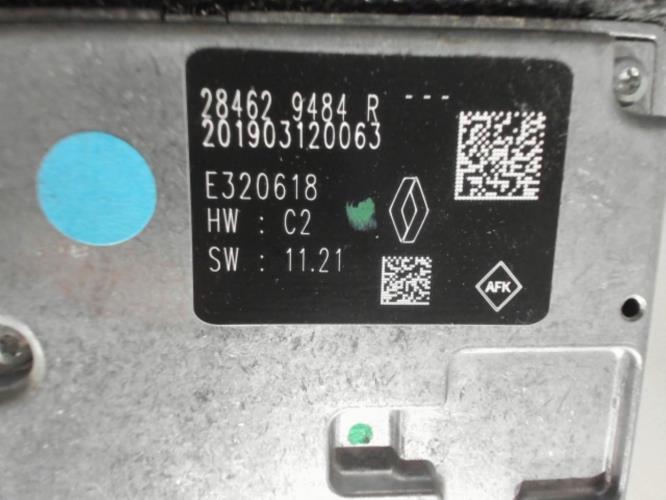 28462 9484 R ---
201903120063
E320618
HW : C2
SW : 11.21
AFK